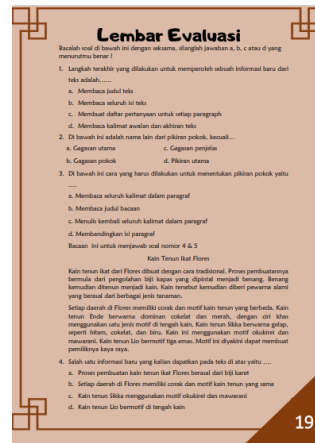 Lembar Evaluasi
Bacalah soal di bawah ini dengan seksama, silanglah jawaban a, b, c atau d yang
menurutmu benar !
1. Langkah terakhir yang dilakukan untuk memperoleh sebuah informasi baru dari
teks adalah......
a. Membaca judul teks
b. Membaca seluruh isi teks
c. Membuat daftar pertanyaan untuk setiap paragraph
d. Membaca kalimat awalan dan akhiran teks
2. Di bawah ini adalah nama lain dari pikiran pokok, kecuali...
a. Gagasan utama c. Gagasan penjelas
b. Gagasan pokok d. Pikiran utama
3. Di bawah ini cara yang harus dilakukan untuk menentukan pikiran pokok yaitu
....
a. Membaca seluruh kalimat dalam paragraf
b. Membaca judul bacaan
c. Menulis kembali seluruh kalimat dalam paragraf
d. Membandingkan isi paragraf
Bacaan ini untuk menjawab soal nomor 4 & 5
Kain Tenun Ikat Flores
Kain tenun ikat dari Flores dibuat dengan cara tradisional. Proses pembuatannya
bermula dari pengolahan biji kapas yang dipintal menjadi benang. Benang
kemudian ditenun menjadi kain. Kain tersebut kemudian diberi pewarna alami
yang berasal dari berbagai jenis tanaman.
Setiap daerah di Flores memiliki corak dan motif kain tenun yang berbeda. Kain
tenun Ende berwarna dominan cokelat dan merah, dengan ciri khas
menggunakan satu jenis motif di tengah kain. Kain tenun Sikka berwarna gelap,
seperti hitam, cokelat, dan biru. Kain ini menggunakan motif okukirei dan
mawarani. Kain tenun Lio bermotif tiga emas. Motif ini diyakini dapat membuat
pemiliknya kaya raya.
4. Salah satu informasi baru yang kalian dapatkan pada teks di atas yaitu ....
a. Proses pembuatan kain tenun ikat Flores berasal dari biji karet
b. Setiap daerah di Flores memiliki corak dan motif kain tenun yang sama
c. Kain tenun Sikka menggunakan motif okukirei dan mawarani
d. Kain tenun Lio bermotif di tengah kain
19